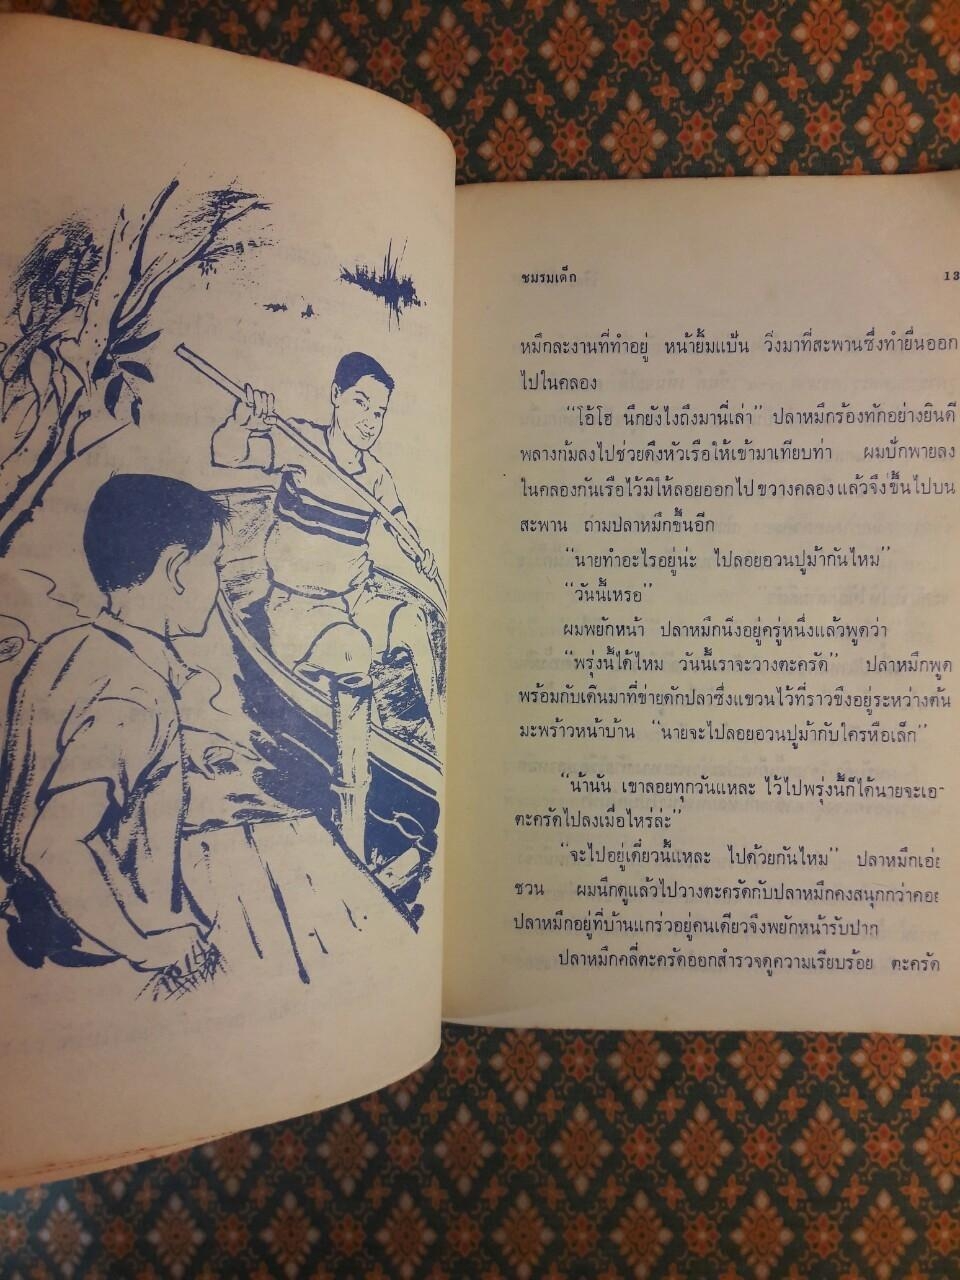 ชมรมเด็ก 13
หมึกละงานที่ทำอยู่ หน้ายิ้มแป้น วิ่งมาที่สะพานซึ่งทำยื่นออก
ไปในคลอง
“โอ้โฮ นึกยังไงถึงมานี่เล่า” ปลาหมึกร้องทักอย่างยินดี
พลางก้มลงไปช่วยดึงหัวเรือให้เข้ามาเทียบท่า ผมปักพายลง
ในคลองกันเรือไว้มิให้ลอยออกไปขวางคลอง แล้วจึงขึ้นไปบน
สะพาน ถามปลาหมึกขึ้นอีก
“นายทำอะไรอยู่น่ะ ไปลอยอวนปูม้ากันไหม”
“วันนี้เหรอ”
ผมพยักหน้า ปลาหมึกนิ่งอยู่ครู่หนึ่งแล้วพูดว่า
“พรุ่งนี้ได้ไหม วันนี้เราจะวางตะครัด” ปลาหมึกพูด
พร้อมกับเดินมาที่ข่ายดักปลาซึ่งแขวนไว้ที่ราวขึงอยู่ระหว่างต้น
มะพร้าวหน้าบ้าน “นายจะไปลอยอวนปูม้ากับใครหือเล็ก”
“น้านัน เขาลอยทุกวันแหละ ไว้ไปพรุ่งนี้ก็ได้นายจะเอา
ตะครัดไปลงเมื่อไหร่ล่ะ”
“จะไปอยู่เดี๋ยวนี้แหละ ไปด้วยกันไหม” ปลาหมึกเอ่ย
ชวน ผมนึกดูแล้วไปวางตะครัดกับปลาหมึกคงสนุกกว่าคอย
ปลาหมึกอยู่ที่บ้านแกร่วอยู่คนเดียวจึงพยักหน้ารับปาก
ปลาหมึกคลี่ตะครัดออกสำรวจดูความเรียบร้อย ตะครัด